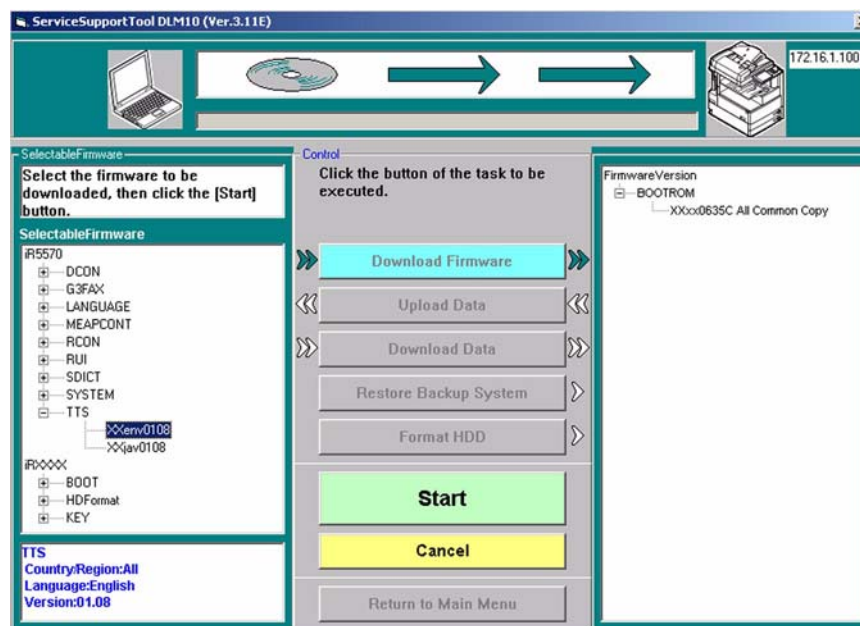 ServiceSupportTool DLM10 (Ver.3.11E)
172.16.1.100
SelectableFirmware
Select the firmware to be
downloaded, then click the [Start]
button.
SelectableFirmware
iR5570
DCON
G3FAX
LANGUAGE
MEAPCONT
RCON
RUI
SDICT
SYSTEM
TTS
XXenv0108
XXjav0108
iRXXXX
BOOT
HDFormat
KEY
TTS
Country/Region:All
Language:English
Version:01.08
Control
Click the button of the task to be
executed.
Download Firmware
Upload Data
Download Data
Restore Backup System
Format HDD
Start
Cancel
Return to Main Menu
FirmwareVersion
BOOTROM
XXxx0635C All Common Copy